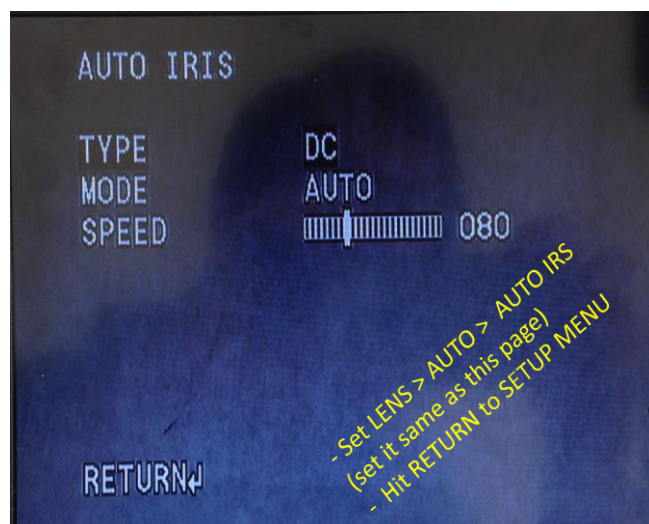 AUTO IRIS
TYPE DC
MODE AUTO
SPEED 080
- Set LENS > AUTO > AUTO IRS
(set it same as this page)
- Hit RETURN to SETUP MENU
RETURN↲